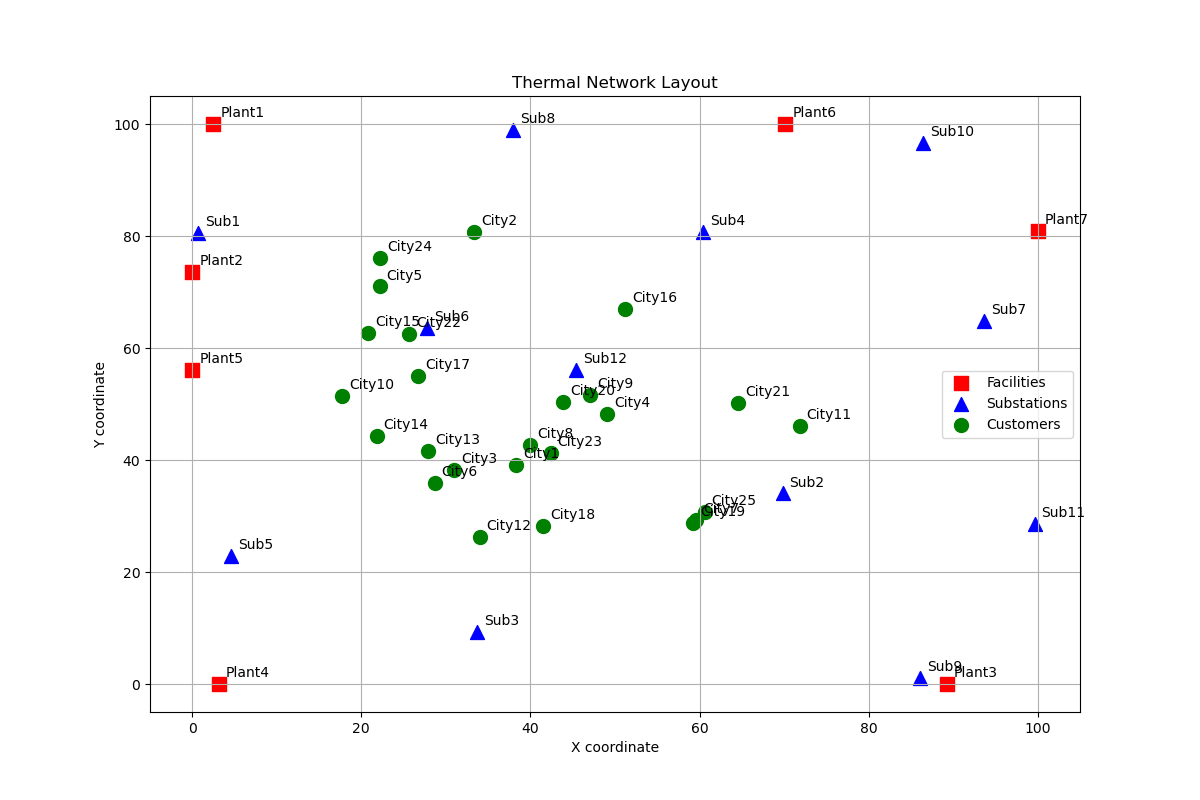 Thermal Network Layout
Plant1
Sub8
Plant6
Sub10
100
Sub1
City2
Sub4
Plant7
80
City24
Plant2
City5
City16
Sub7
Sub6
City15
City22
60
Plant5
Sub12
City17
City9
City10
City20
City21
City4
City11
Facilities
Substations
Customers
City14
City13
City8
City23
City3
City1
40
City6
Sub2
City25
City7
City19
Sub11
City12
City18
Sub5
20
Sub3
Plant4
Sub9
Plant3
0
0 20 40 60 80 100
X coordinate
Y coordinate